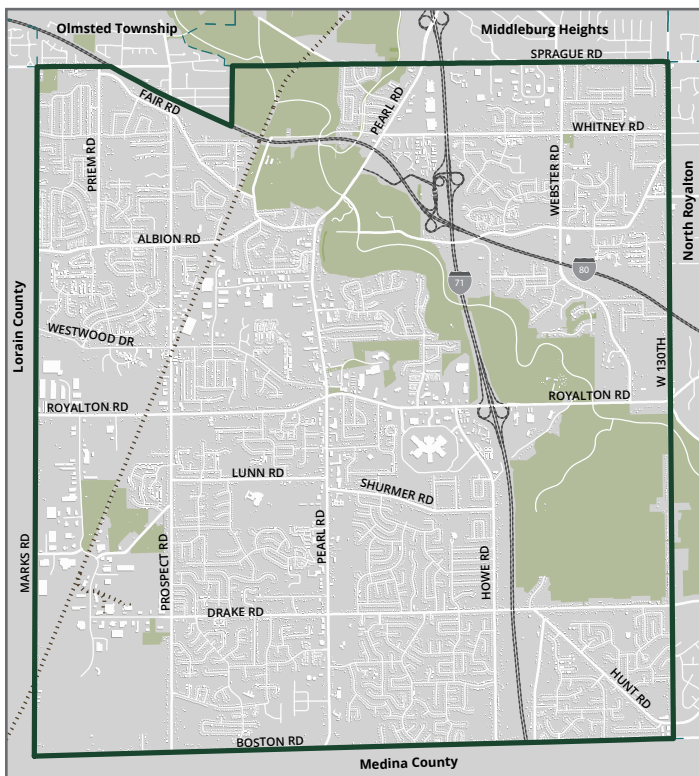 Olmsted Township
Middleburg Heights
SPRAGUE RD
FAIR RD
PEARL RD
WHITNEY RD
PRIEM RD
WEBSTER RD
North Royalton
ALBION RD
80
71
Lorain County
WESTWOOD DR
W 130TH
ROYALTON RD
ROYALTON RD
LUNN RD
SHURMER RD
PEARL RD
MARKS RD
PROSPECT RD
HOWE RD
DRAKE RD
HUNT RD
BOSTON RD
Medina County